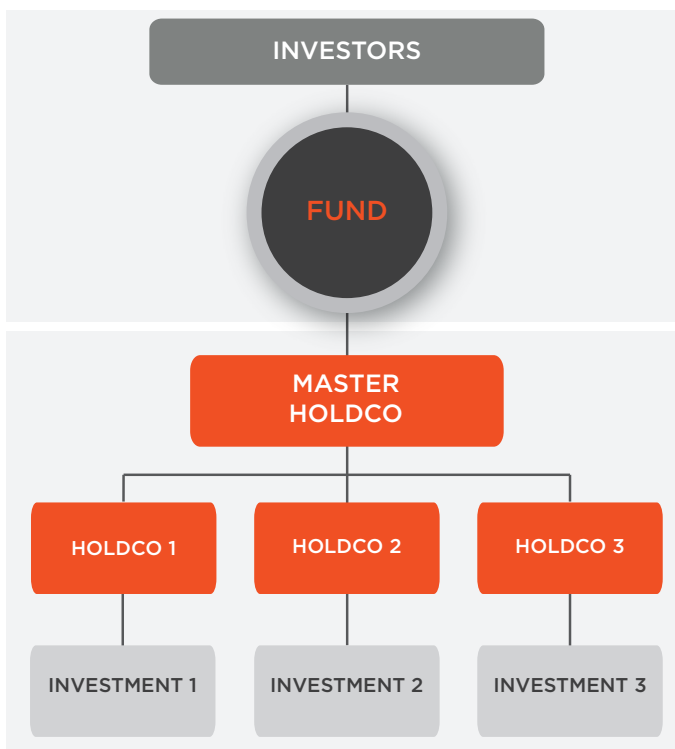 INVESTORS
FUND
MASTER
HOLDCO
HOLDCO 1
HOLDCO 2
HOLDCO 3
INVESTMENT 1
INVESTMENT 2
INVESTMENT 3